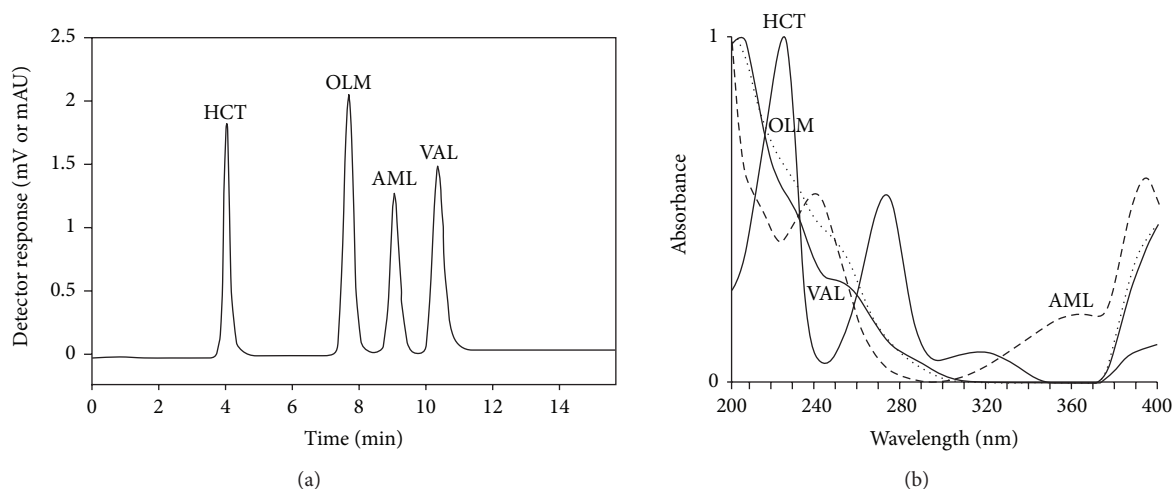 Detector response (mV or mAU)
2.5
2
1.5
1
0.5
0
HCT
OLM
AML
VAL
0 2 4 6 8 10 12 14
Time (min)
(a)
Absorbance
1
0
HCT
OLM
VAL
AML
200 240 280 320 360 400
Wavelength (nm)
(b)